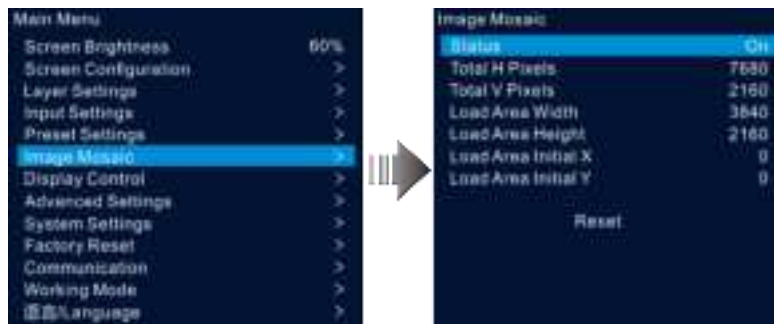 Main Menu
Screen Brightness 60%
Screen Configuration >
Layer Settings >
Input Settings >
Preset Settings >
Image Mosaic >
Display Control >
Advanced Settings >
System Settings >
Factory Reset >
Communication >
Working Mode >
语言/Language >
Image Mosaic
Status On
Total H Pixels 7680
Total V Pixels 2160
Load Area Width 3840
Load Area Height 2160
Load Area Initial X 0
Load Area Initial Y 0
Reset